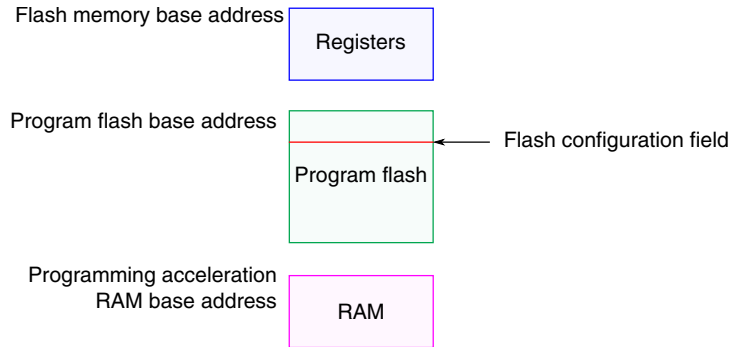 Flash memory base address
Registers
Program flash base address
Flash configuration field
Program flash
Programming acceleration
RAM base address
RAM